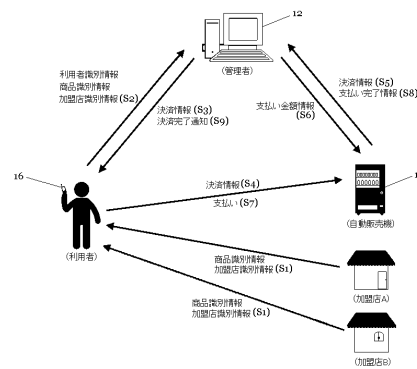 12
(管理者)
利用者識別情報
商品識別情報
加盟店識別情報(S2)
決済情報(S3)
決済完了通知(S9)
決済情報(S5)
支払い完了情報(S8)
支払い金額情報
(S6)
16
決済情報(S4)
支払い(S7)
1
(自動販売機)
(利用者)
商品識別情報
加盟店識別情報(S1)
(加盟店A)
商品識別情報
加盟店識別情報(S1)
(加盟店B)